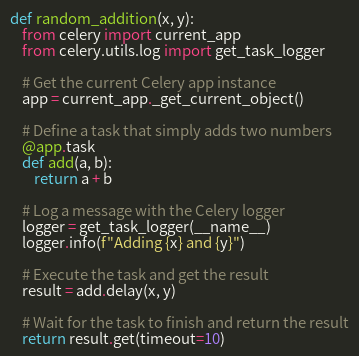 def random_addition(x, y):
    from celery import current_app
    from celery.utils.log import get_task_logger

    # Get the current Celery app instance
    app = current_app._get_current_object()

    # Define a task that simply adds two numbers
    @app.task
    def add(a, b):
        return a + b

    # Log a message with the Celery logger
    logger = get_task_logger(__name__)
    logger.info(f"Adding {x} and {y}")

    # Execute the task and get the result
    result = add.delay(x, y)

    # Wait for the task to finish and return the result
    return result.get(timeout=10)